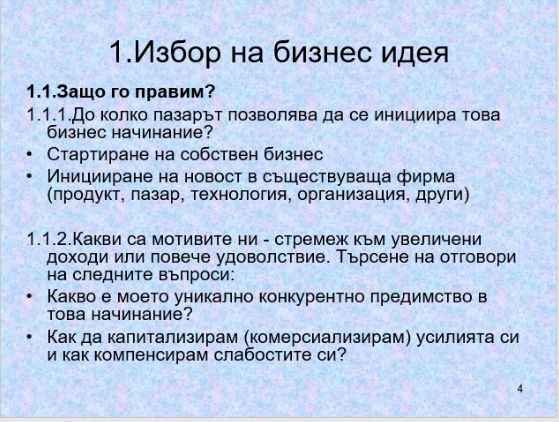 1.Избор на бизнес идея
1.1.Защо го правим?
1.1.1.До колко пазарът позволява да се инициира това
бизнес начинание?
• Стартиране на собствен бизнес
• Иницииране на новост в съществуваща фирма
(продукт, пазар, технология, организация, други)
1.1.2.Какви са мотивите ни - стремеж към увеличени
доходи или повече удоволствие. Търсене на отговори
на следните въпроси:
• Какво е моето уникално конкурентно предимство в
това начинание?
• Как да капитализирам (комерсиализирам) усилията си
и как компенсирам слабостите си?
4